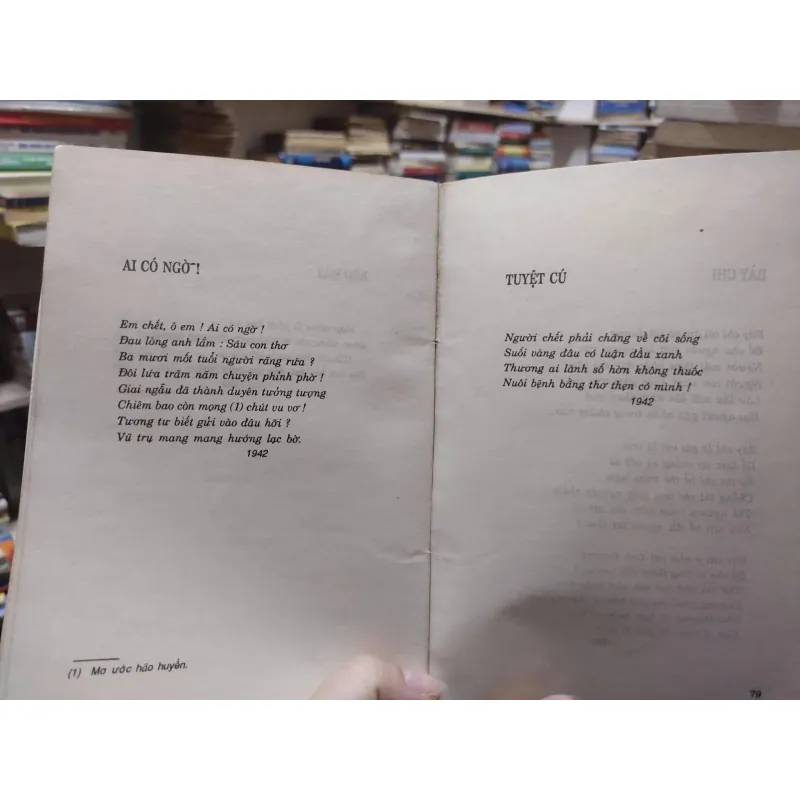 AI CÓ NGỜ !
Em chết, ô em ! Ai có ngờ !
Đau lòng anh lắm : Sáu con thơ
Ba mươi mốt tuổi người răng rứa ?
Đôi lứa trăm năm chuyện phỉnh phờ !
Giai ngẫu đã thành duyên tưởng tượng
Chiêm bao còn mọng (1) chút vu vơ !
Tương tư biết gửi vào đâu hỡi ?
Vũ trụ mang mang hướng lạc bờ.
1942
(1) Mơ ước hão huyền.
TUYỆT CÚ
Người chết phải chăng về cõi sống
Suối vàng đâu có luận đầu xanh
Thương ai lành số hơn không thuốc
Nuôi bệnh bằng thơ thẹn có mình !
1942
79